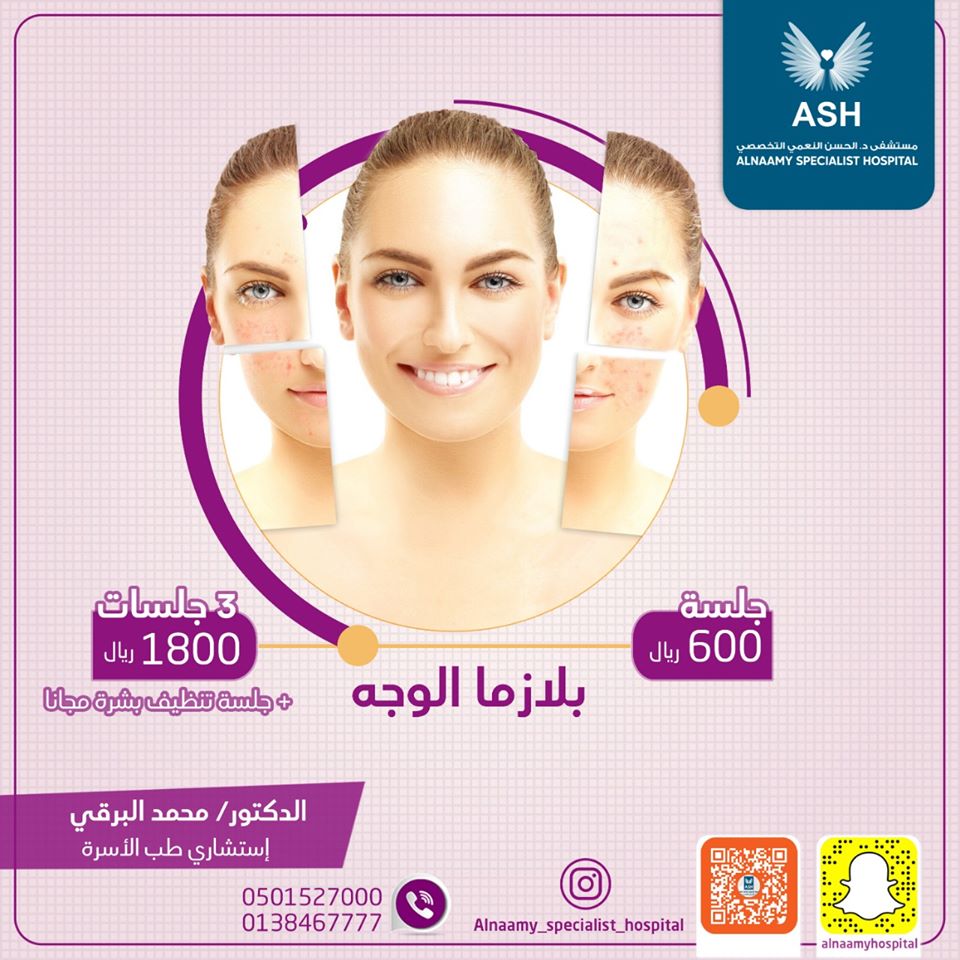 ASH
مستشفى د. الحسن النعمي التخصصي
ALNAAMY SPECIALIST HOSPITAL
جلسة
600 ريال
3 جلسات
1800 ريال
+ جلسة تنظيف بشرة مجانا
بلازما الوجه
الدكتور/ محمد البرقي
إستشاري طب الأسرة
0501527000
0138467777
Alnaamy_specialist_hospital
alnaamyhospital